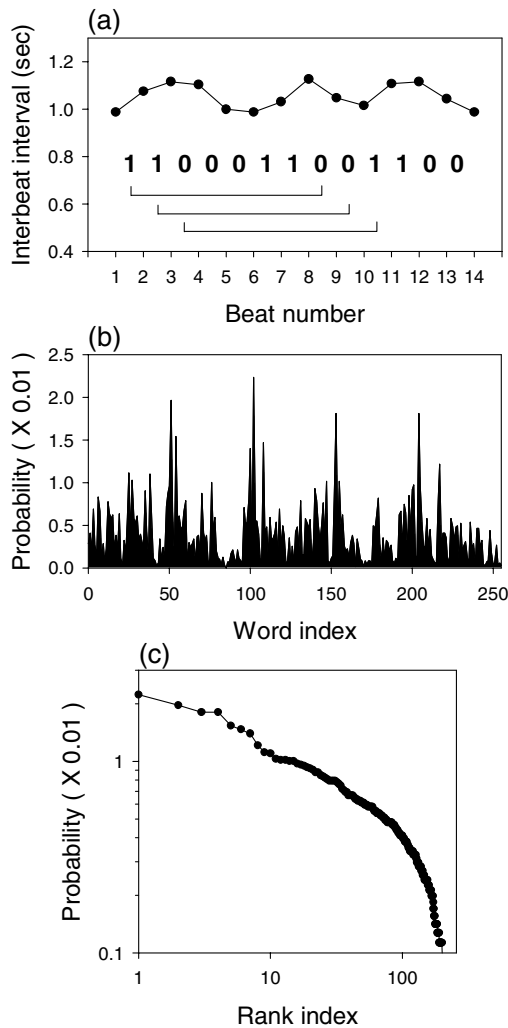 (a)
Interbeat interval (sec)
1.2
1.0
0.8
0.6
0.4
1 1 0 0 0 1 1 0 0 1 1 0 0
1 2 3 4 5 6 7 8 9 10 11 12 13 14
Beat number
(b)
Probability ( X 0.01 )
2.5
2.0
1.5
1.0
0.5
0.0
0 50 100 150 200 250
Word index
(c)
Probability ( X 0.01 )
1
0.1
1 10 100
Rank index